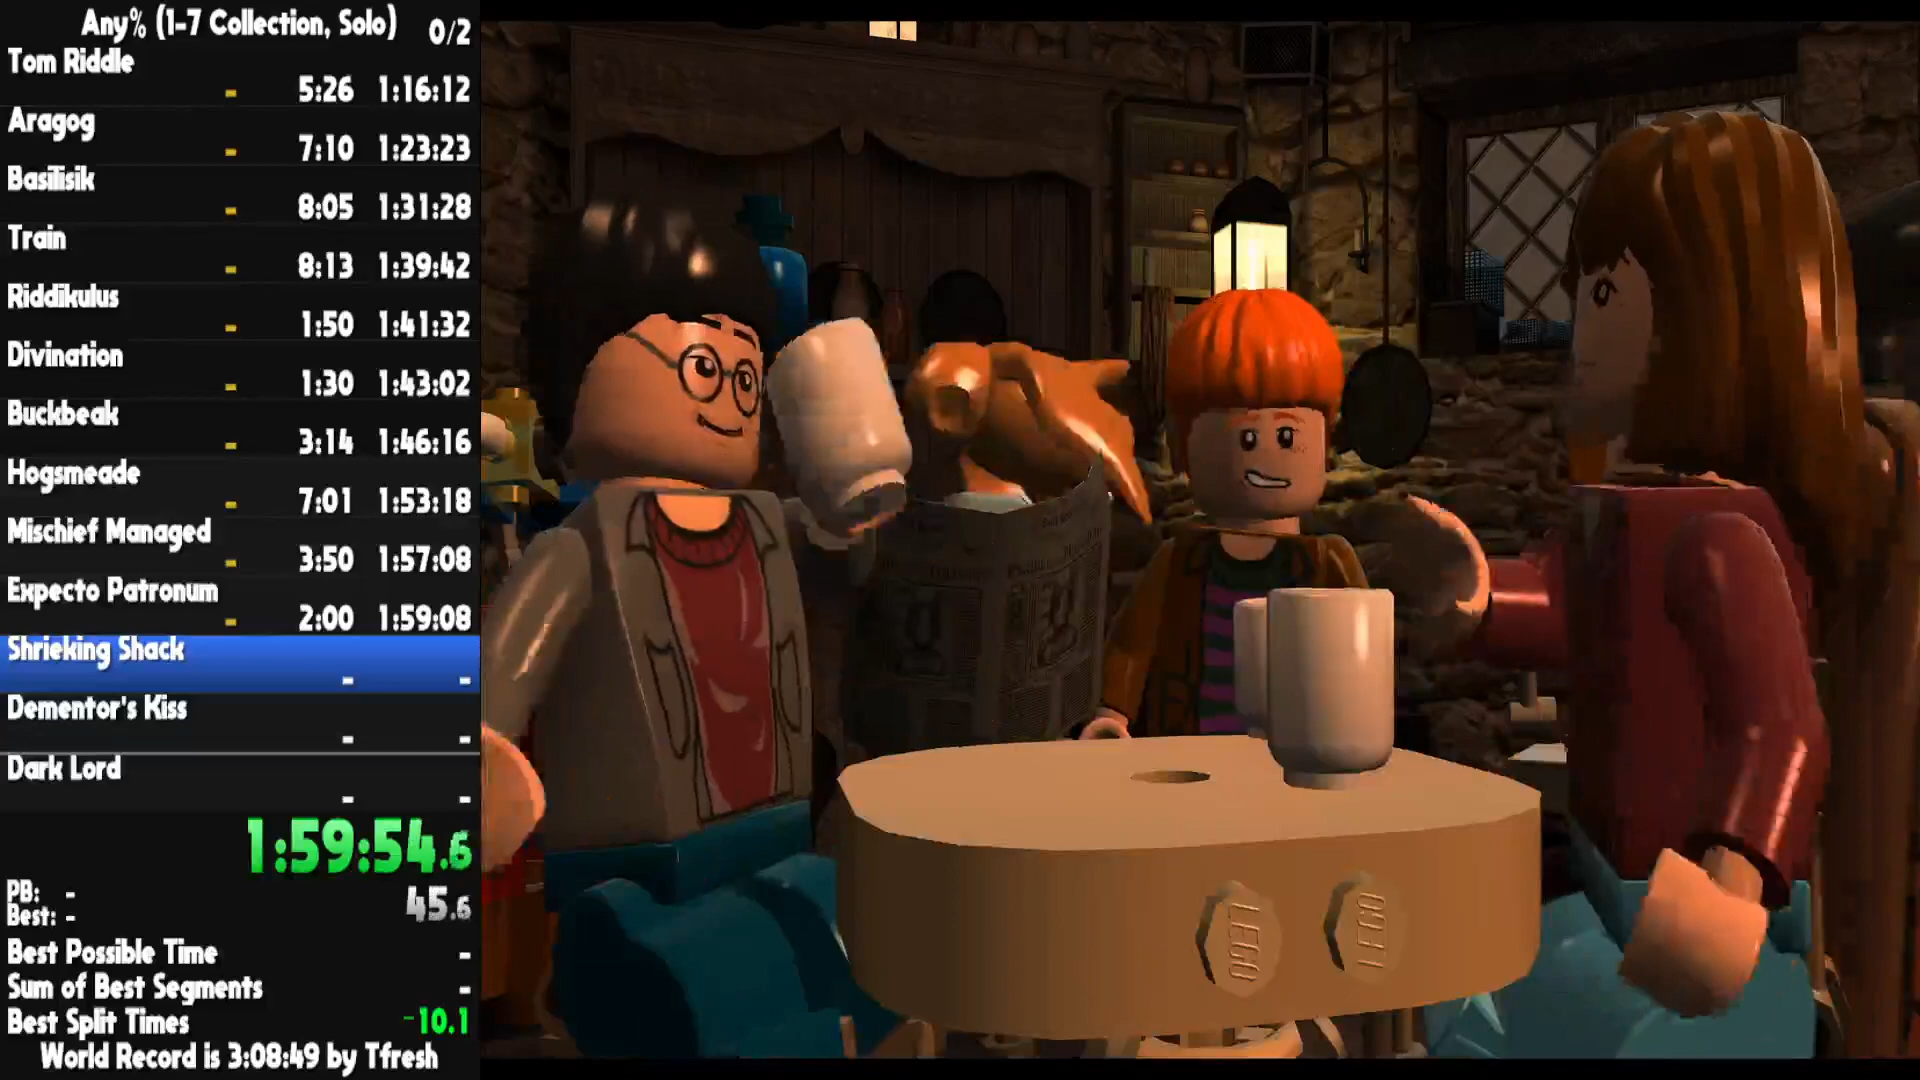 Any% (1-7 Collection, Solo) 0/2
Tom Riddle
- 5:26 1:16:12
Aragog
- 7:10 1:23:23
Basilisik
- 8:05 1:31:28
Train
- 8:13 1:39:42
Riddikulus
- 1:50 1:41:32
Divination
- 1:30 1:43:02
Buckbeak
- 3:14 1:46:16
Hogsmeade
- 7:01 1:53:18
Mischief Managed
- 3:50 1:57:08
Expecto Patronum
- 2:00 1:59:08
Shrieking Shack
- -
Dementor's Kiss
- -
Dark Lord
- -
1:59:54.6
PB: -
Best: -
45.6
Best Possible Time -
Sum of Best Segments -
Best Split Times -10.1
World Record is 3:08:49 by Tfresh
LEGO
LEGO